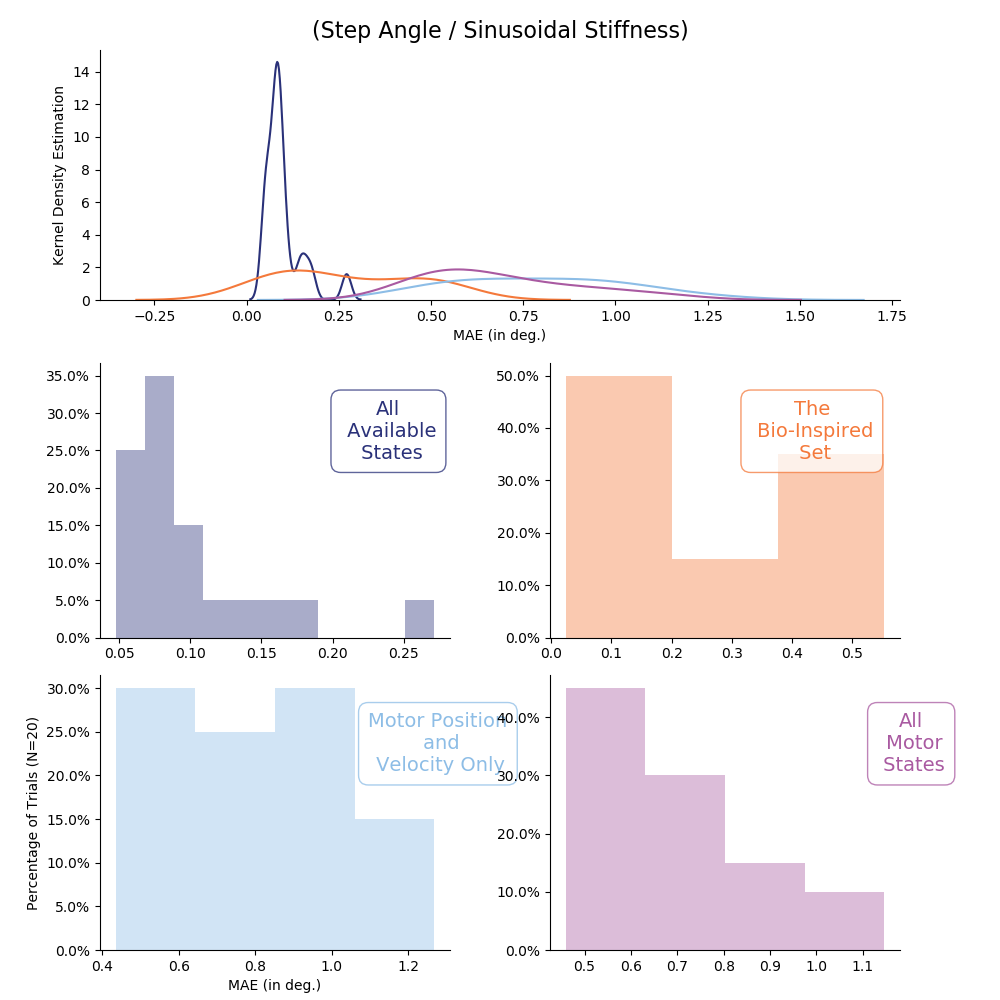 (Step Angle / Sinusoidal Stiffness)
Kernel Density Estimation
14
12
10
8
6
4
2
0
−0.25 0.00 0.25 0.50 0.75 1.00 1.25 1.50 1.75
MAE (in deg.)
35.0%
30.0%
25.0%
20.0%
15.0%
10.0%
5.0%
0.0%
0.05 0.10 0.15 0.20 0.25
All
Available
States
50.0%
40.0%
30.0%
20.0%
10.0%
0.0%
0.0 0.1 0.2 0.3 0.4 0.5
The
Bio-Inspired
Set
Percentage of Trials (N=20)
30.0%
25.0%
20.0%
15.0%
10.0%
5.0%
0.0%
0.4 0.6 0.8 1.0 1.2
MAE (in deg.)
Motor Position
and
Velocity Only
40.0%
30.0%
20.0%
10.0%
0.0%
0.5 0.6 0.7 0.8 0.9 1.0 1.1
All
Motor
States